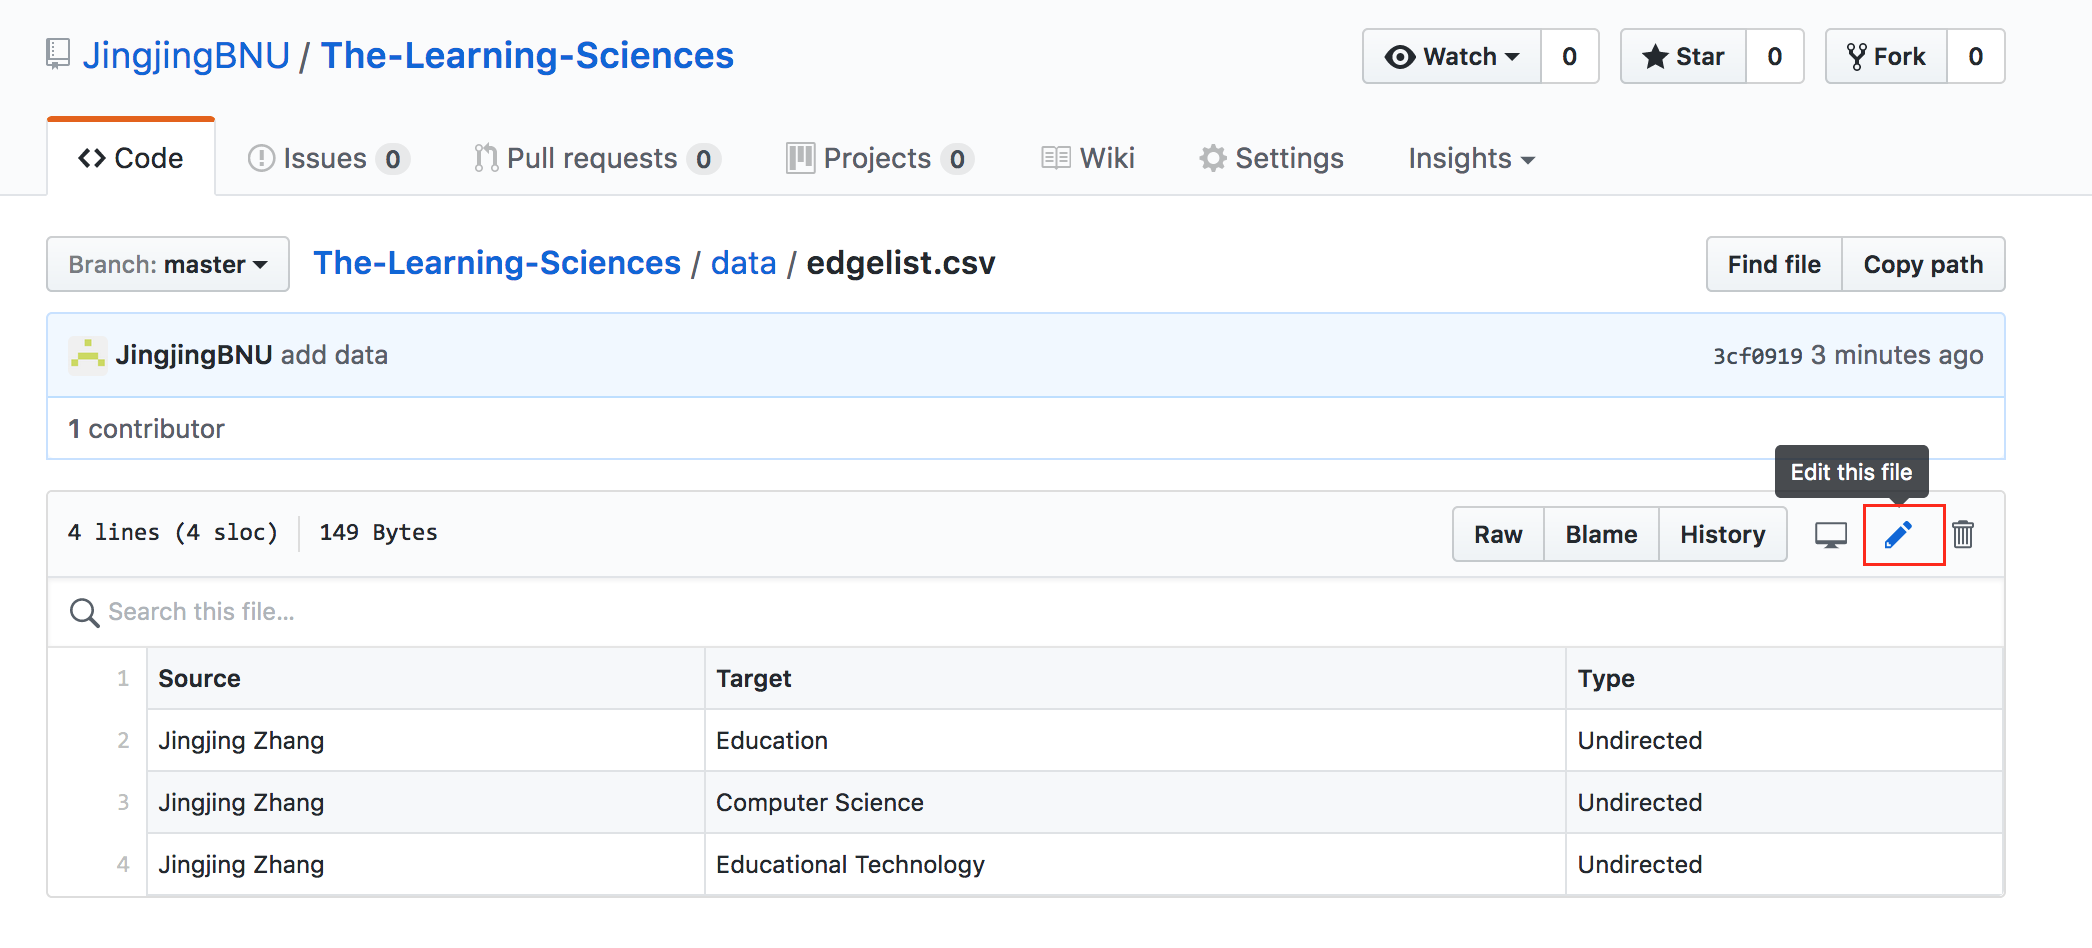 JingjingBNU / The-Learning-Sciences
Watch 0 Star 0 Fork 0
Code Issues 0 Pull requests 0 Projects 0 Wiki Settings Insights
Branch: master The-Learning-Sciences / data / edgelist.csv Find file Copy path
JingjingBNU add data 3cf0919 3 minutes ago
1 contributor
Edit this file
4 lines (4 sloc) 149 Bytes Raw Blame History
Search this file...
1 Source Target Type
2 Jingjing Zhang Education Undirected
3 Jingjing Zhang Computer Science Undirected
4 Jingjing Zhang Educational Technology Undirected